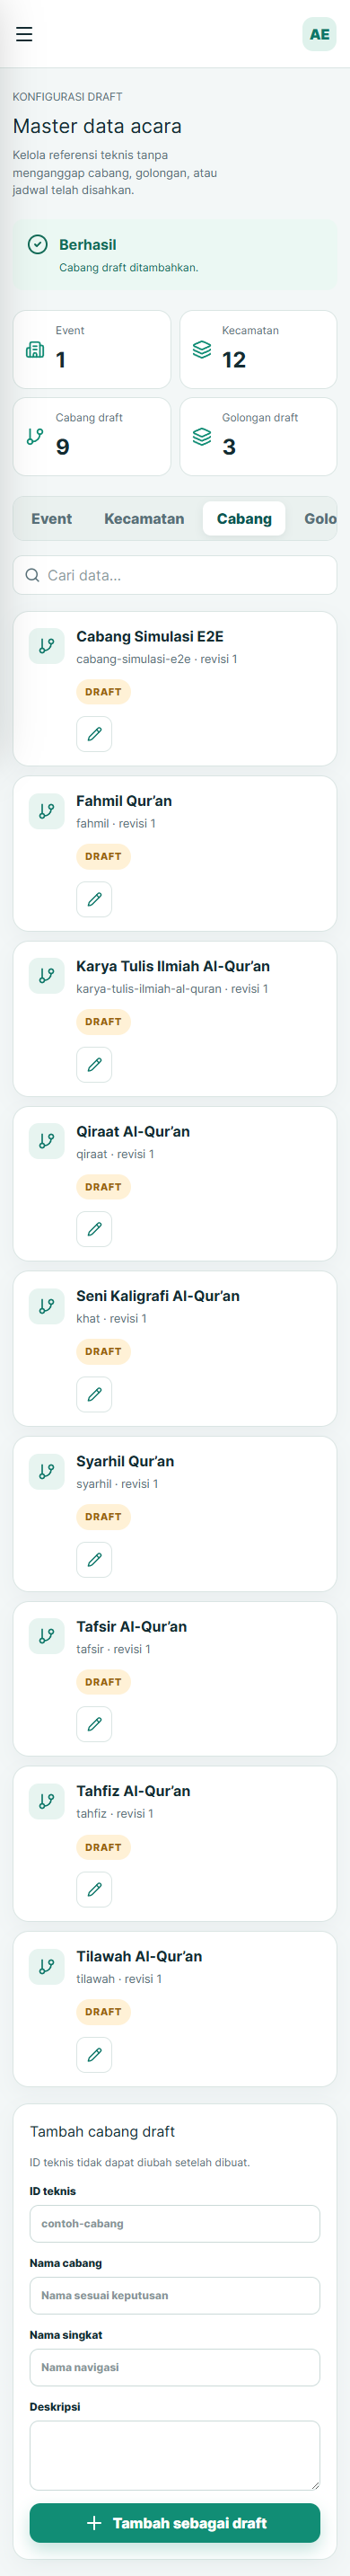 AE
KONFIGURASI DRAFT
Master data acara
Kelola referensi teknis tanpa
menganggap cabang, golongan, atau
jadwal telah disahkan.
Berhasil
Cabang draft ditambahkan.
Event
1
Kecamatan
12
Cabang draft
9
Golongan draft
3
Event Kecamatan Cabang Golo
Cari data...
Cabang Simulasi E2E
cabang-simulasi-e2e · revisi 1
DRAFT
Fahmil Qur’an
fahmil · revisi 1
DRAFT
Karya Tulis Ilmiah Al-Qur’an
karya-tulis-ilmiah-al-quran · revisi 1
DRAFT
Qiraat Al-Qur’an
qiraat · revisi 1
DRAFT
Seni Kaligrafi Al-Qur’an
khat · revisi 1
DRAFT
Syarhil Qur’an
syarhil · revisi 1
DRAFT
Tafsir Al-Qur’an
tafsir · revisi 1
DRAFT
Tahfiz Al-Qur’an
tahfiz · revisi 1
DRAFT
Tilawah Al-Qur’an
tilawah · revisi 1
DRAFT
Tambah cabang draft
ID teknis tidak dapat diubah setelah dibuat.
ID teknis
contoh-cabang
Nama cabang
Nama sesuai keputusan
Nama singkat
Nama navigasi
Deskripsi
Tambah sebagai draft